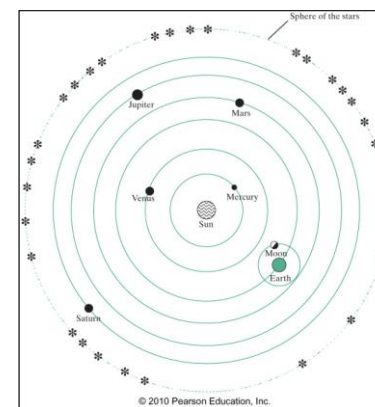 Sphere of the stars
Jupiter
Mars
Venus
Mercury
Sun
Moon
Earth
Saturn
© 2010 Pearson Education, Inc.